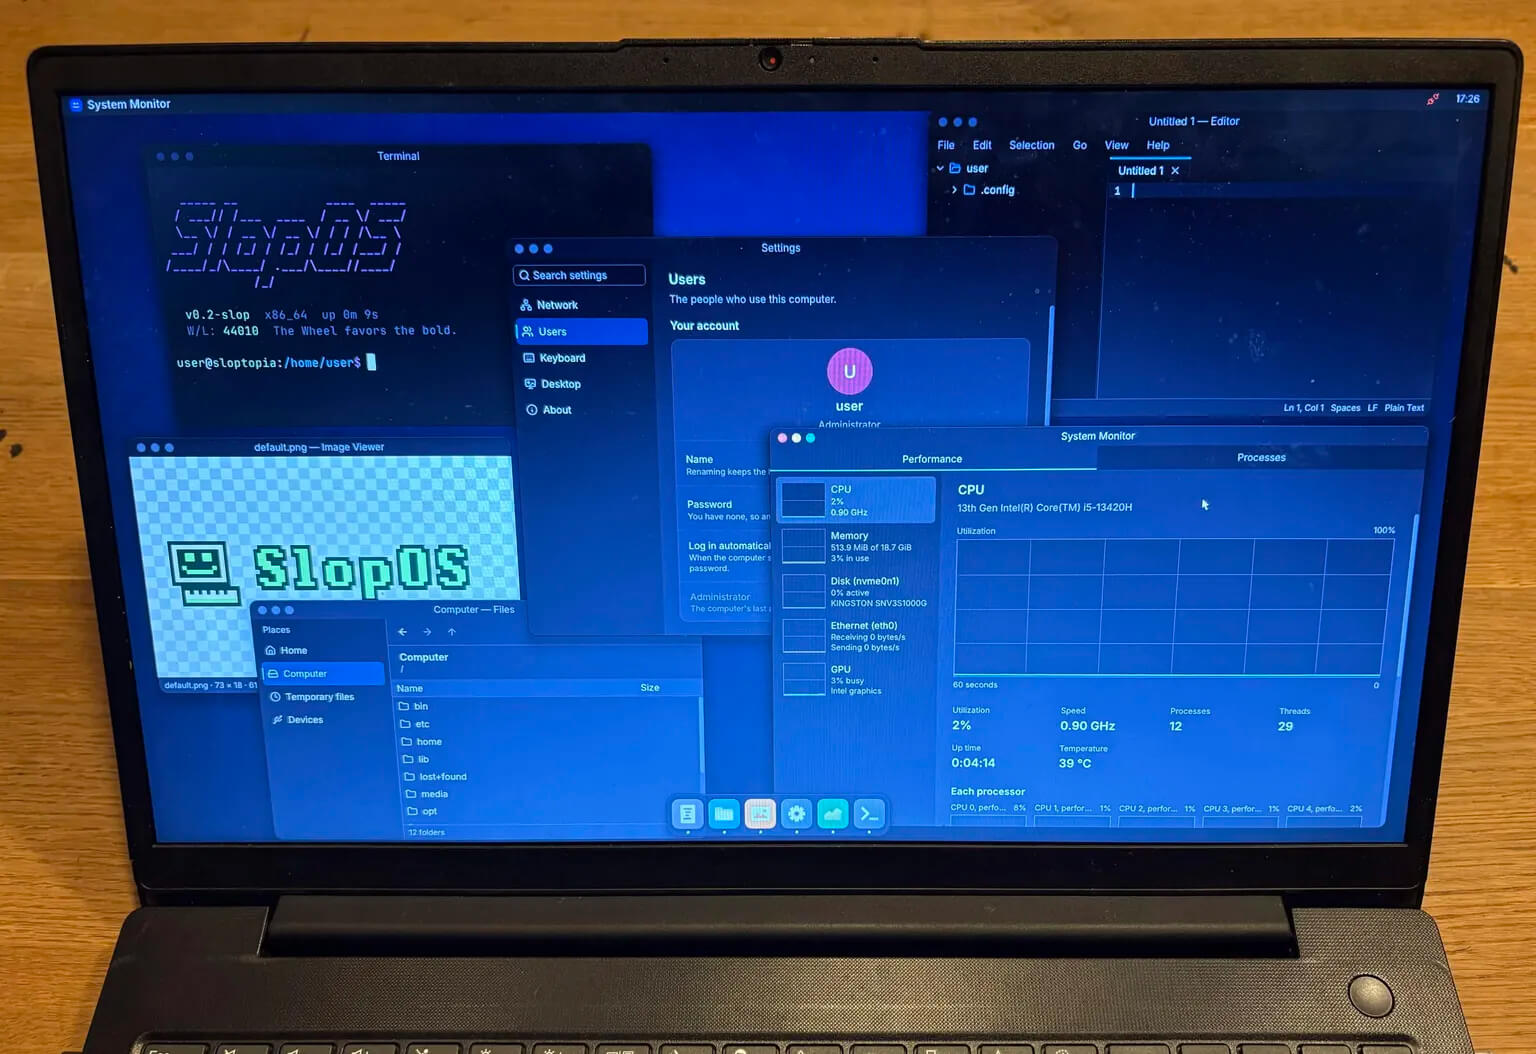 System Monitor
17:26
Terminal
SlopOS
v0.2-slop x86_64 up 0m 9s
W/L: 44010 The Wheel favors the bold.
user@sloptopia:/home/user$
Untitled 1 — Editor
File Edit Selection Go View Help
user
.config
Untitled 1 ×
1
Ln 1, Col 1 Spaces LF Plain Text
Settings
Search settings
Network
Users
Keyboard
Desktop
About
Users
The people who use this computer.
Your account
U
user
Administrator
Name
Renaming keeps the
Password
You have none, so an
Log in automatical
When the computer s
password.
Administrator
The computer's last a
default.png — Image Viewer
SlopOS
default.png · 73 × 18 · 61
Computer — Files
Places
Home
Computer
Temporary files
Devices
Computer
/
Name Size
bin
etc
home
lib
lost+found
media
opt
12 folders
System Monitor
Performance Processes
CPU
2%
0.90 GHz
Memory
513.9 MiB of 18.7 GiB
3% in use
Disk (nvme0n1)
0% active
KINGSTON SNV3S1000G
Ethernet (eth0)
Receiving 0 bytes/s
Sending 0 bytes/s
GPU
3% busy
Intel graphics
CPU
13th Gen Intel(R) Core(TM) i5-13420H
Utilization 100%
60 seconds 0
Utilization Speed Processes Threads
2% 0.90 GHz 12 29
Up time Temperature
0:04:14 39 °C
Each processor
CPU 0, perfo... 8% CPU 1, perfor... 1% CPU 2, perfor... 1% CPU 3, perfor... 1% CPU 4, perfo... 2%